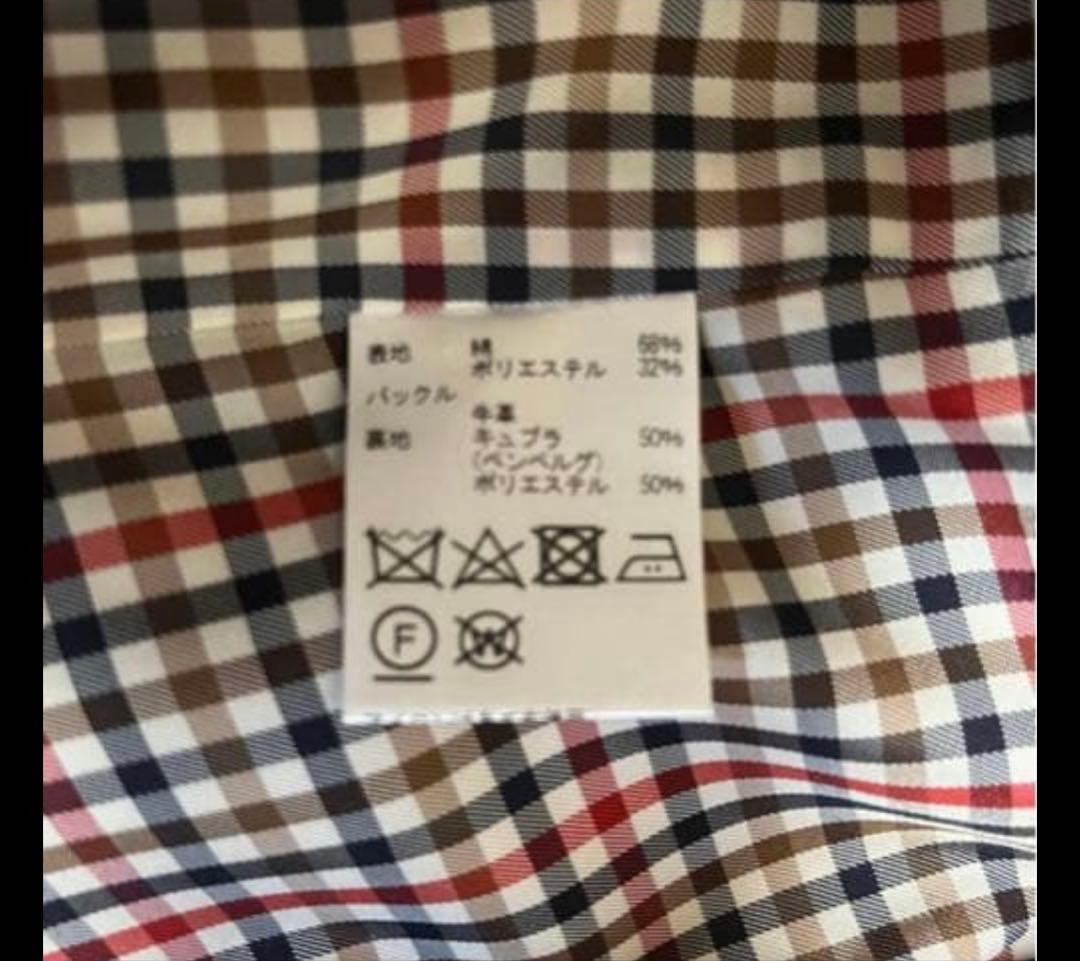 表地 綿 68%
ポリエステル 32%
バックル
牛革
裏地 キュプラ 50%
(ベンベルグ)
ポリエステル 50%
F
W